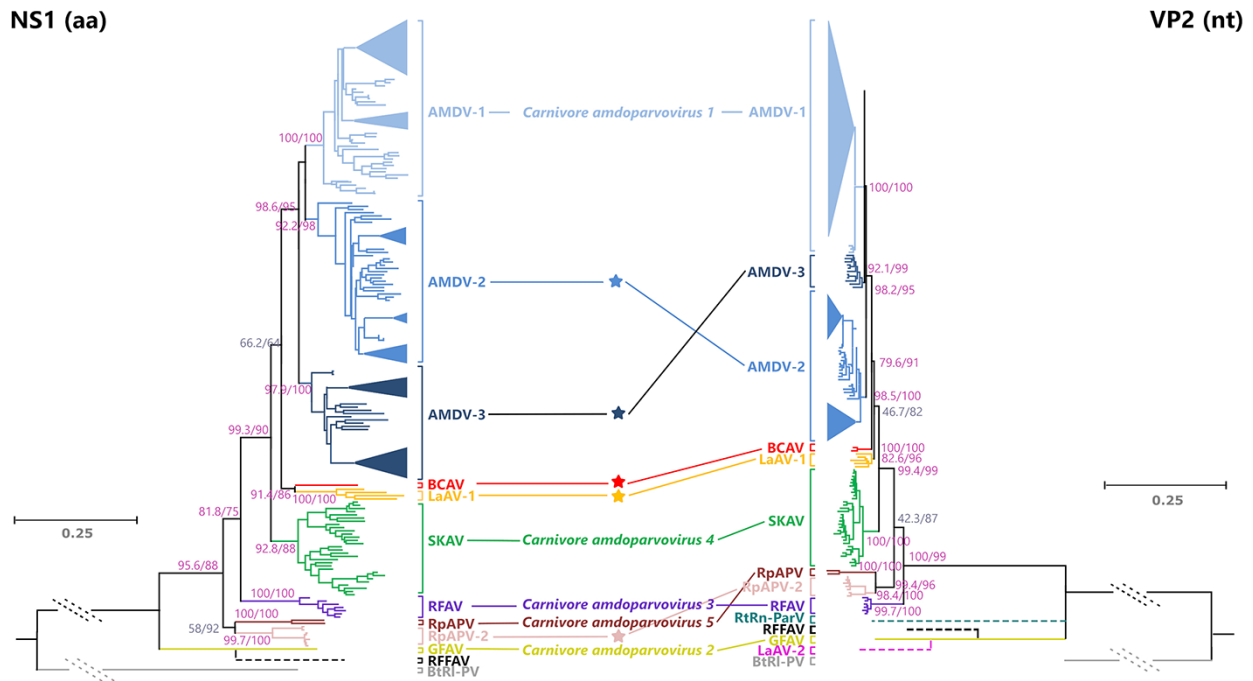 NS1 (aa)
VP2 (nt)
AMDV-1
Carnivore amdoparvovirus 1
AMDV-1
100/100
100/100
98.6/95
92.2/98
AMDV-2
AMDV-3
92.1/99
98.2/95
66.2/64
97.9/100
AMDV-2
79.6/91
98.5/100
46.7/82
AMDV-3
99.3/90
BCAV
100/100
LaAV-1
82.6/96
99.4/99
BCAV
LaAV-1
91.4/86
100/100
0.25
0.25
81.8/75
SKAV
Carnivore amdoparvovirus 4
SKAV
42.3/87
92.8/88
100/100
100/99
95.6/88
100/100
RpAPV
RpAPV-2
99.4/96
98.4/100
100/100
RFAV
Carnivore amdoparvovirus 3
RFAV
99.7/100
100/100
RpAPV
Carnivore amdoparvovirus 5
RtRn-ParV
58/92
99.7/100
RpAPV-2
RFFAV
GFAV
Carnivore amdoparvovirus 2
GFAV
RFFAV
LaAV-2
BtRl-PV
BtRl-PV